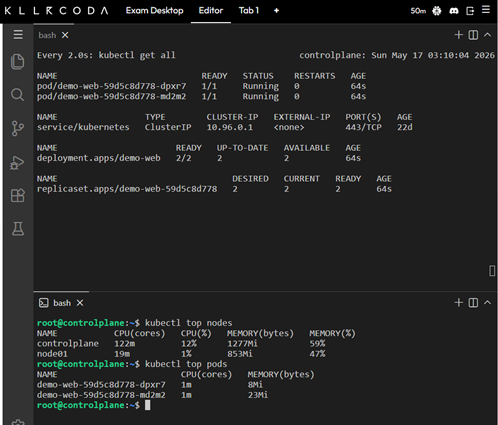 KILLERCODA Exam Desktop Editor Tab 1 + 50m
bash
Every 2.0s: kubectl get all controlplane: Sun May 17 03:10:04 2026
NAME READY STATUS RESTARTS AGE
pod/demo-web-59d5c8d778-dpxr7 1/1 Running 0 64s
pod/demo-web-59d5c8d778-md2m2 1/1 Running 0 64s
NAME TYPE CLUSTER-IP EXTERNAL-IP PORT(S) AGE
service/kubernetes ClusterIP 10.96.0.1 <none> 443/TCP 22d
NAME READY UP-TO-DATE AVAILABLE AGE
deployment.apps/demo-web 2/2 2 2 64s
NAME DESIRED CURRENT READY AGE
replicaset.apps/demo-web-59d5c8d778 2 2 2 64s
bash
root@controlplane:~$ kubectl top nodes
NAME CPU(cores) CPU(%) MEMORY(bytes) MEMORY(%)
controlplane 122m 12% 1277Mi 59%
node01 19m 1% 853Mi 47%
root@controlplane:~$ kubectl top pods
NAME CPU(cores) MEMORY(bytes)
demo-web-59d5c8d778-dpxr7 1m 8Mi
demo-web-59d5c8d778-md2m2 1m 23Mi
root@controlplane:~$